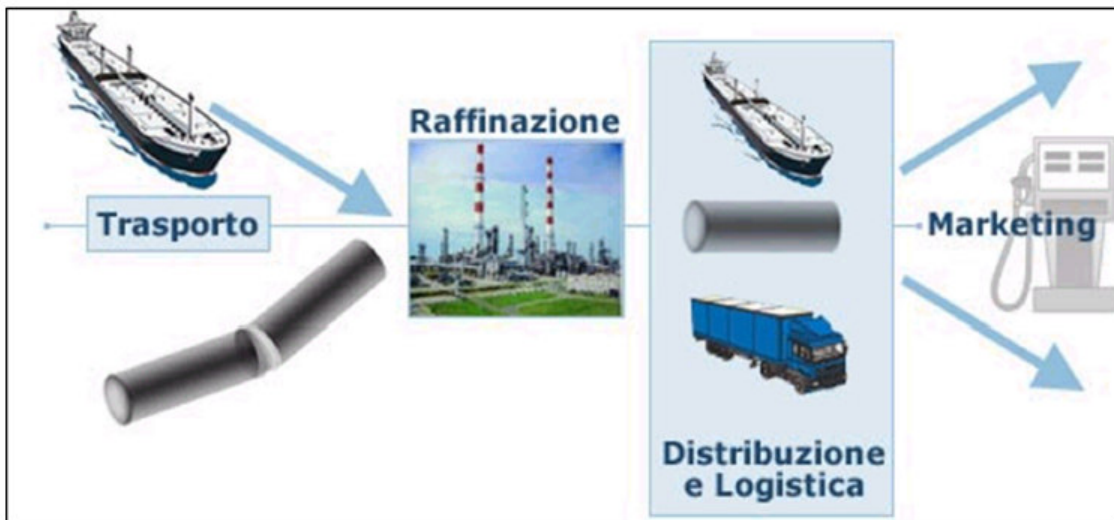 Trasporto
Raffinazione
Distribuzione
e Logistica
Marketing